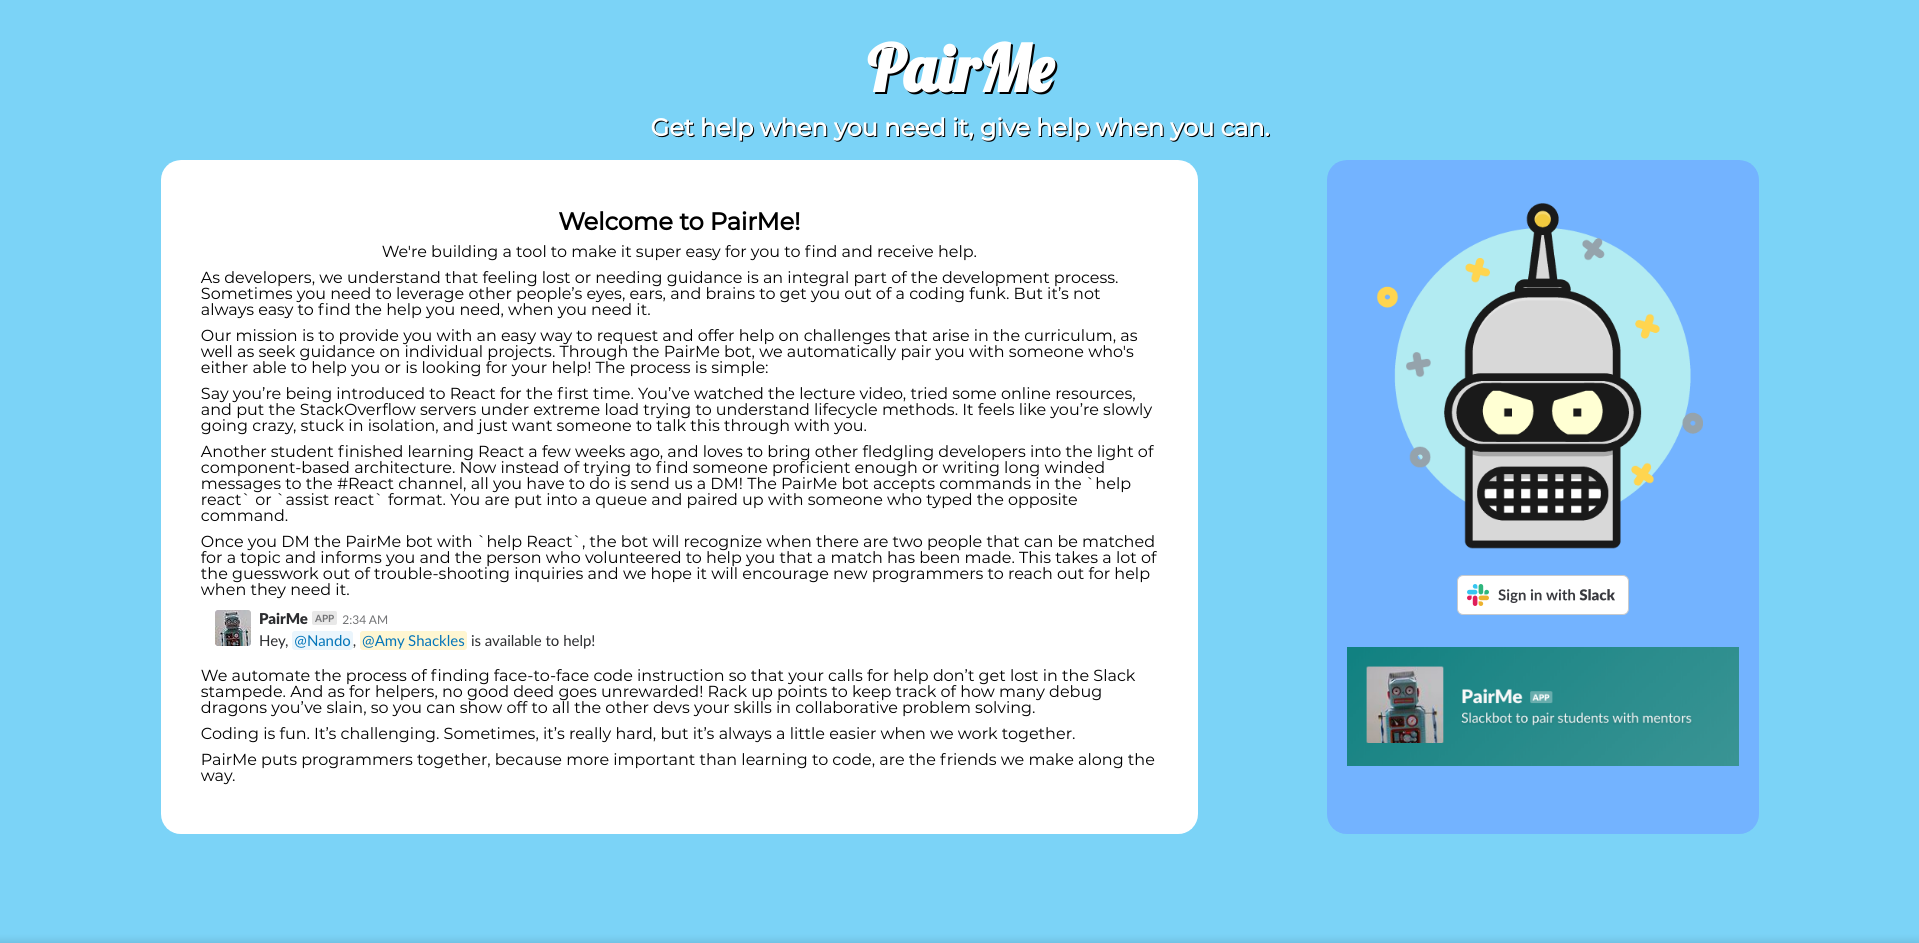 PairMe
Get help when you need it, give help when you can.
Welcome to PairMe!
We're building a tool to make it super easy for you to find and receive help.
As developers, we understand that feeling lost or needing guidance is an integral part of the development process.
Sometimes you need to leverage other people’s eyes, ears, and brains to get you out of a coding funk. But it’s not
always easy to find the help you need, when you need it.
Our mission is to provide you with an easy way to request and offer help on challenges that arise in the curriculum, as
well as seek guidance on individual projects. Through the PairMe bot, we automatically pair you with someone who's
either able to help you or is looking for your help! The process is simple:
Say you’re being introduced to React for the first time. You’ve watched the lecture video, tried some online resources,
and put the StackOverflow servers under extreme load trying to understand lifecycle methods. It feels like you’re slowly
going crazy, stuck in isolation, and just want someone to talk this through with you.
Another student finished learning React a few weeks ago, and loves to bring other fledgling developers into the light of
component-based architecture. Now instead of trying to find someone proficient enough or writing long winded
messages to the #React channel, all you have to do is send us a DM! The PairMe bot accepts commands in the `help
react` or `assist react` format. You are put into a queue and paired up with someone who typed the opposite
command.
Once you DM the PairMe bot with `help React`, the bot will recognize when there are two people that can be matched
for a topic and informs you and the person who volunteered to help you that a match has been made. This takes a lot of
the guesswork out of trouble-shooting inquiries and we hope it will encourage new programmers to reach out for help
when they need it.
PairMe APP 2:34 AM
Hey, @Nando, @Amy Shackles is available to help!
We automate the process of finding face-to-face code instruction so that your calls for help don’t get lost in the Slack
stampede. And as for helpers, no good deed goes unrewarded! Rack up points to keep track of how many debug
dragons you’ve slain, so you can show off to all the other devs your skills in collaborative problem solving.
Coding is fun. It’s challenging. Sometimes, it’s really hard, but it’s always a little easier when we work together.
PairMe puts programmers together, because more important than learning to code, are the friends we make along the
way.
Sign in with Slack
PairMe APP
Slackbot to pair students with mentors